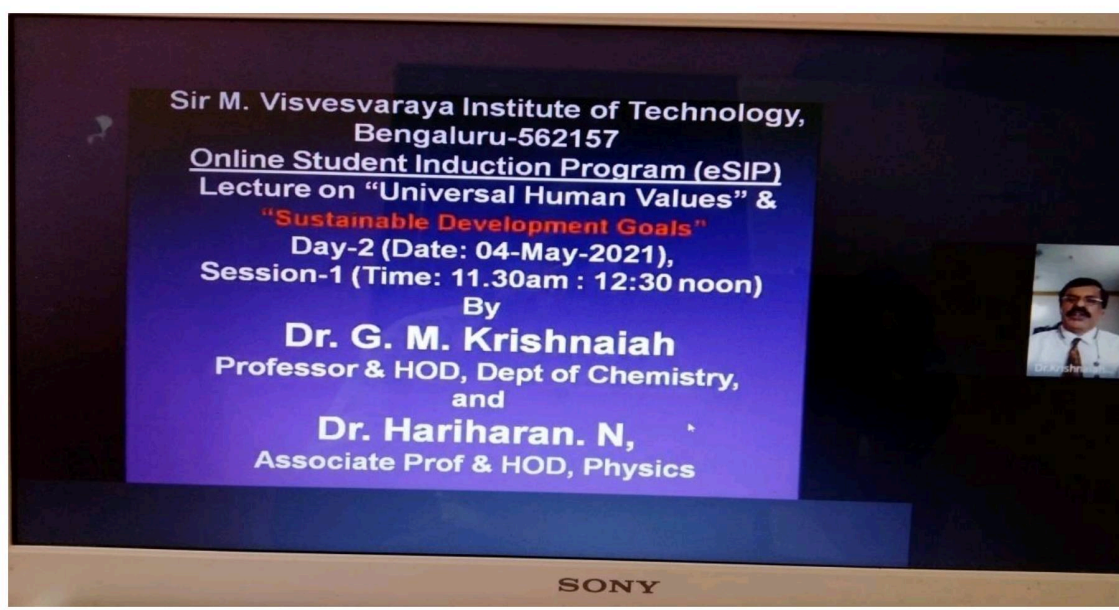 Sir M. Visvesvaraya Institute of Technology,
Bengaluru-562157
Online Student Induction Program (eSIP)
Lecture on “Universal Human Values” &
“Sustainable Development Goals”
Day-2 (Date: 04-May-2021),
Session-1 (Time: 11.30am : 12:30 noon)
By
Dr. G. M. Krishnaiah
Professor & HOD, Dept of Chemistry,
and
Dr. Hariharan. N,
Associate Prof & HOD, Physics
Dr.Krishnaiah
SONY